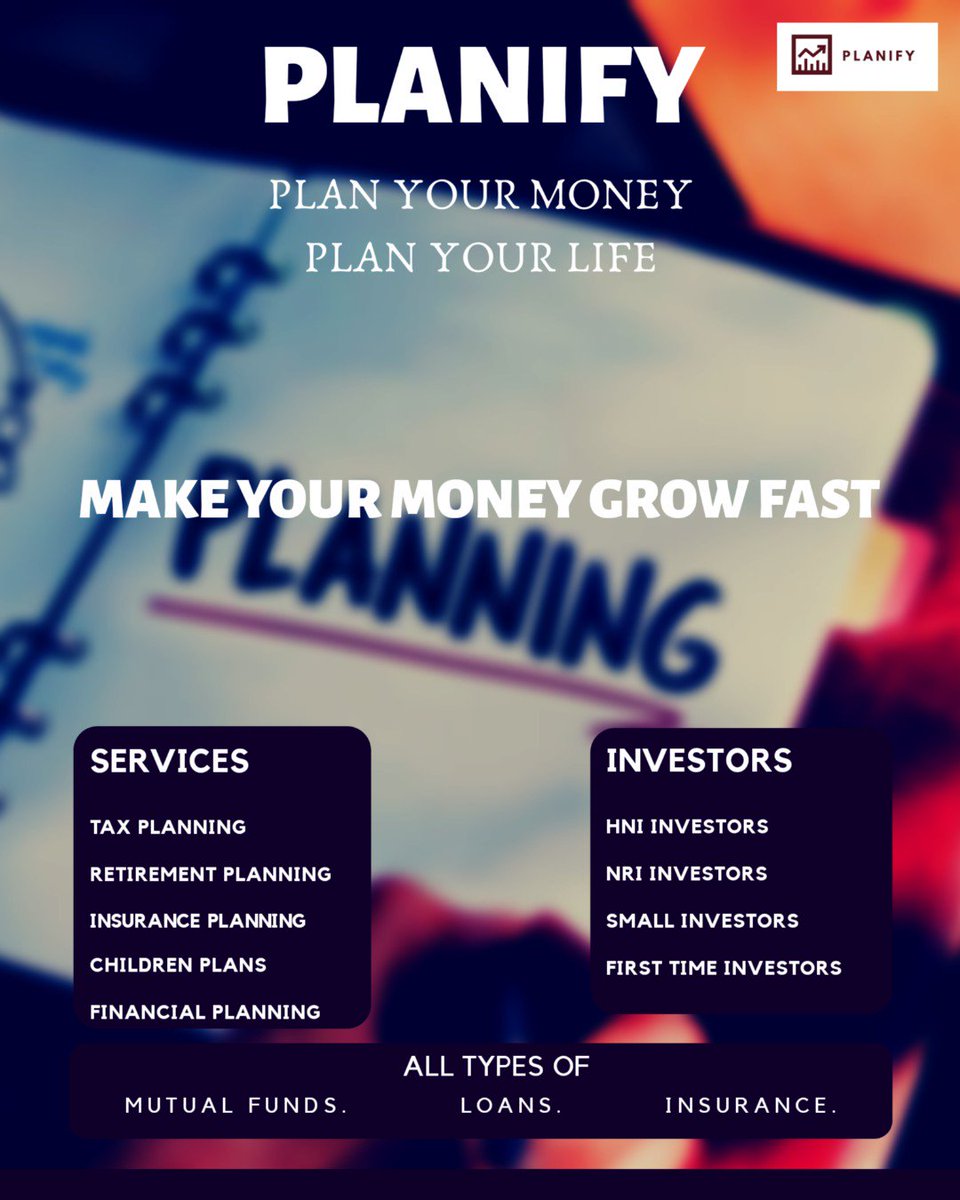 PLANIFY
PLANIFY
PLAN YOUR MONEY
PLAN YOUR LIFE
MAKE YOUR MONEY GROW FAST
PLANNING
SERVICES
TAX PLANNING
RETIREMENT PLANNING
INSURANCE PLANNING
CHILDREN PLANS
FINANCIAL PLANNING
INVESTORS
HNI INVESTORS
NRI INVESTORS
SMALL INVESTORS
FIRST TIME INVESTORS
ALL TYPES OF
MUTUAL FUNDS. LOANS. INSURANCE.